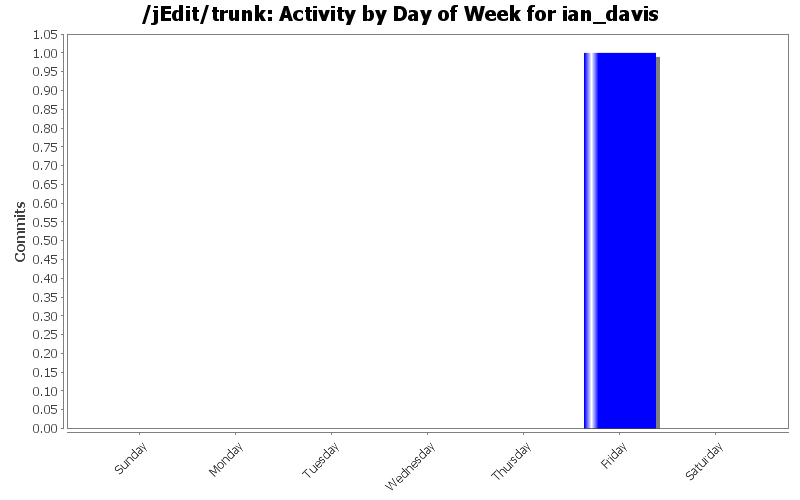 /jEdit/trunk: Activity by Day of Week for ian_davis
1.05
1.00
0.95
0.90
0.85
0.80
0.75
0.70
0.65
0.60
0.55
0.50
0.45
0.40
0.35
0.30
0.25
0.20
0.15
0.10
0.05
0.00
Commits
Sunday
Monday
Tuesday
Wednesday
Thursday
Friday
Saturday